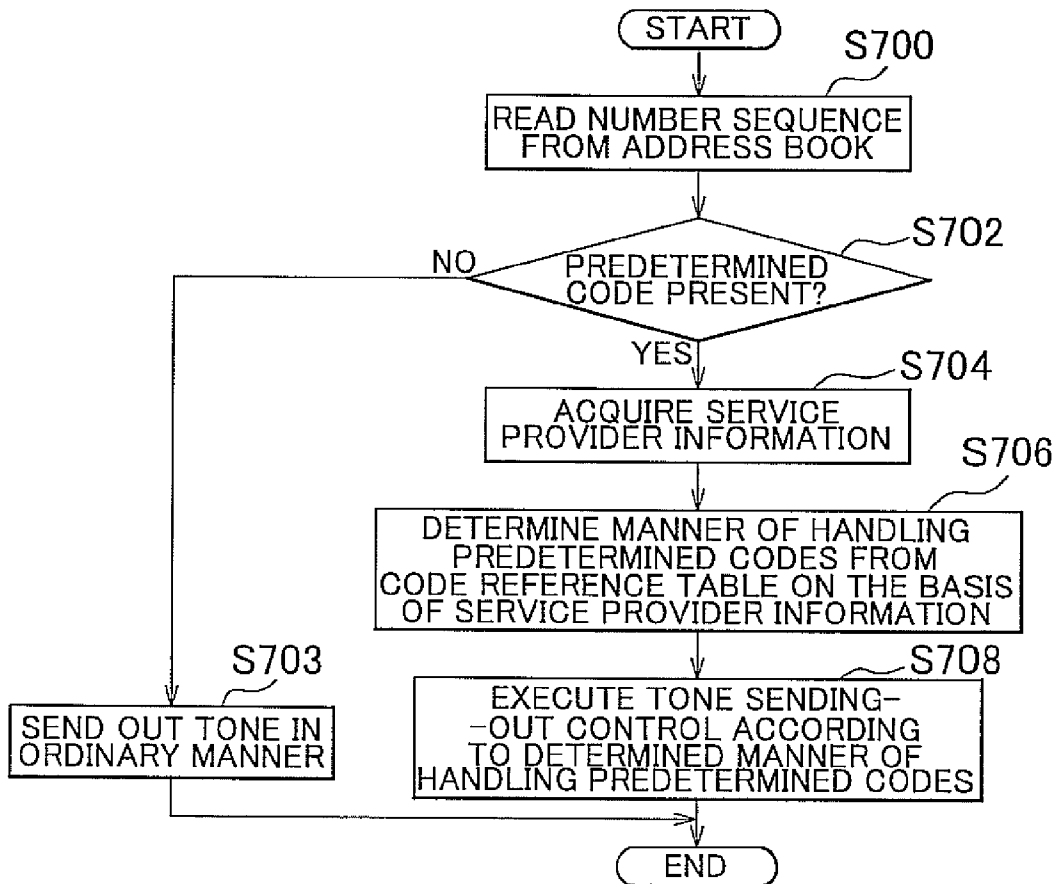 START
S700
READ NUMBER SEQUENCE
FROM ADDRESS BOOK
S702
NO
PREDETERMINED
CODE PRESENT?
YES
S704
ACQUIRE SERVICE
PROVIDER INFORMATION
S706
DETERMINE MANNER OF HANDLING
PREDETERMINED CODES FROM
CODE REFERENCE TABLE ON THE BASIS
OF SERVICE PROVIDER INFORMATION
S703
SEND OUT TONE IN
ORDINARY MANNER
S708
EXECUTE TONE SENDING-
-OUT CONTROL ACCORDING
TO DETERMINED MANNER OF
HANDLING PREDETERMINED CODES
END